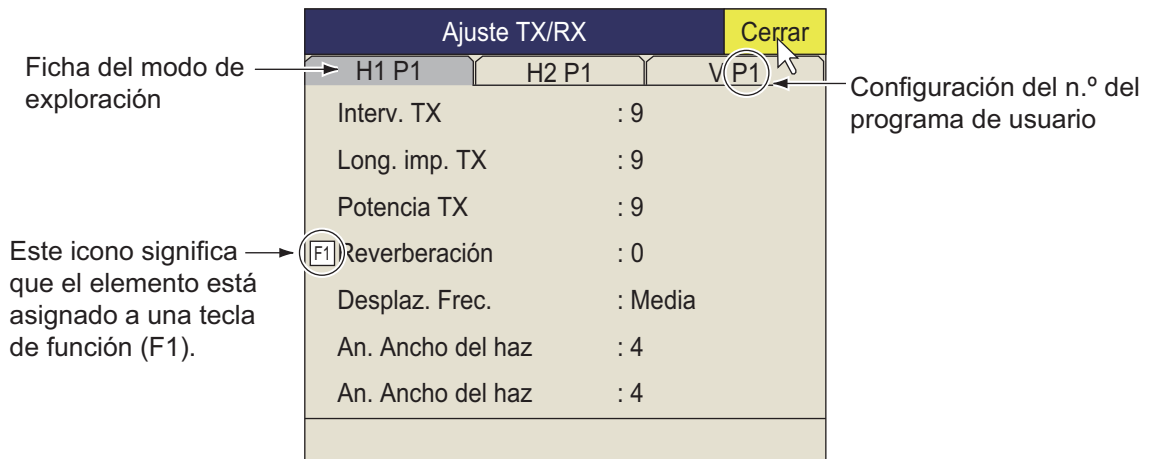 Ajuste TX/RX
Cerrar
Ficha del modo de
exploración
H1 P1
H2 P1
V P1
Configuración del n.º del
programa de usuario
Interv. TX : 9
Long. imp. TX : 9
Potencia TX : 9
Este icono significa
que el elemento está
asignado a una tecla
de función (F1).
F1 Reverberación : 0
Desplaz. Frec. : Media
An. Ancho del haz : 4
An. Ancho del haz : 4